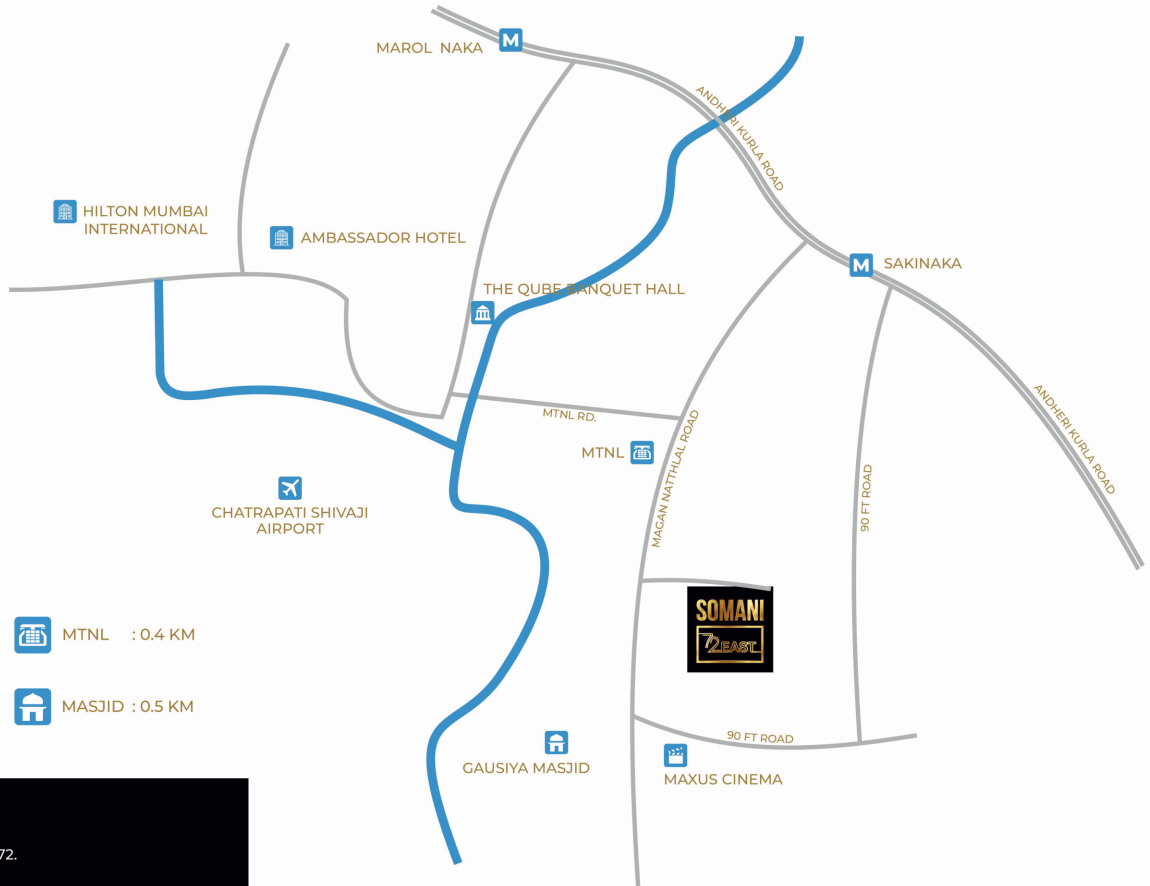 MAROL NAKA
M
ANDHERI KURLA ROAD
HILTON MUMBAI
INTERNATIONAL
AMBASSADOR HOTEL
M
SAKINAKA
THE QUBE BANQUET HALL
MTNL RD.
MTNL
MAGAN NATTHLAL ROAD
90 FT ROAD
ANDHERI KURLA ROAD
CHATRAPATI SHIVAJI
AIRPORT
SOMANI
72EAST
MTNL : 0.4 KM
MASJID : 0.5 KM
90 FT ROAD
GAUSIYA MASJID
MAXUS CINEMA
72.